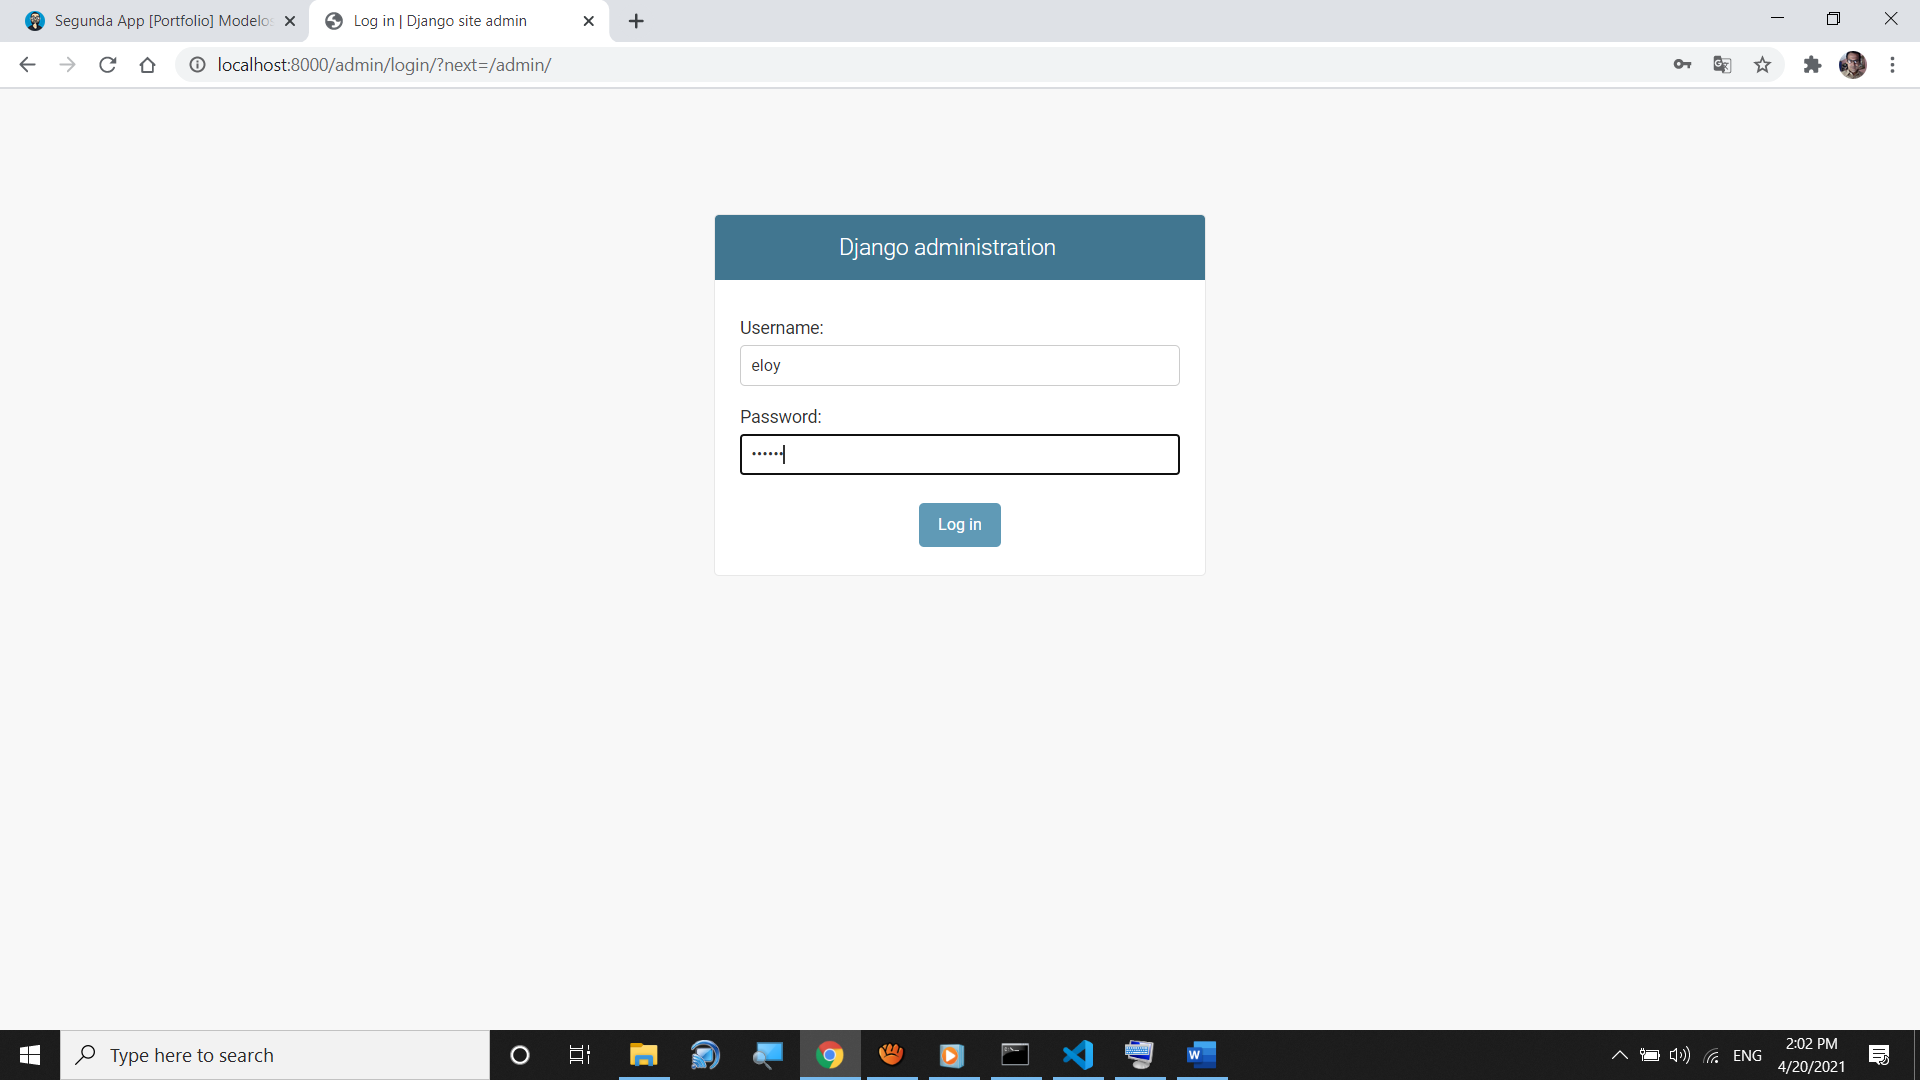 Segunda App [Portfolio] Modelos
Log in | Django site admin
localhost:8000/admin/login/?next=/admin/
Django administration
Username:
eloy
Password:
••••••
Log in
Type here to search
ENG
2:02 PM
4/20/2021